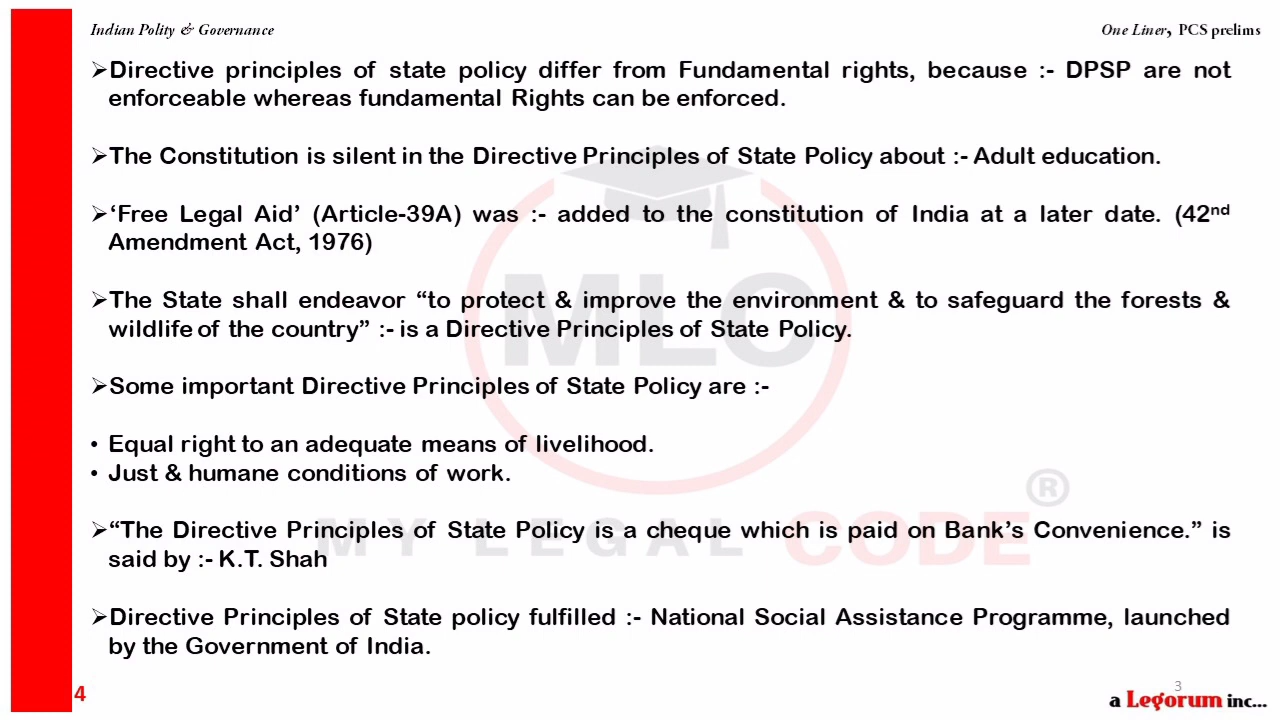 Indian Polity & Governance
One Liner, PCS prelims
➢Directive principles of state policy differ from Fundamental rights, because :- DPSP are not
enforceable whereas fundamental Rights can be enforced.
➢The Constitution is silent in the Directive Principles of State Policy about :- Adult education.
➢‘Free Legal Aid’ (Article-39A) was :- added to the constitution of India at a later date. (42nd
Amendment Act, 1976)
➢The State shall endeavor “to protect & improve the environment & to safeguard the forests &
wildlife of the country” :- is a Directive Principles of State Policy.
➢Some important Directive Principles of State Policy are :-
• Equal right to an adequate means of livelihood.
• Just & humane conditions of work.
➢“The Directive Principles of State Policy is a cheque which is paid on Bank’s Convenience.” is
said by :- K.T. Shah
➢Directive Principles of State policy fulfilled :- National Social Assistance Programme, launched
by the Government of India.
MLC
MY LEGAL CODE®
4
3
a Legorum inc...